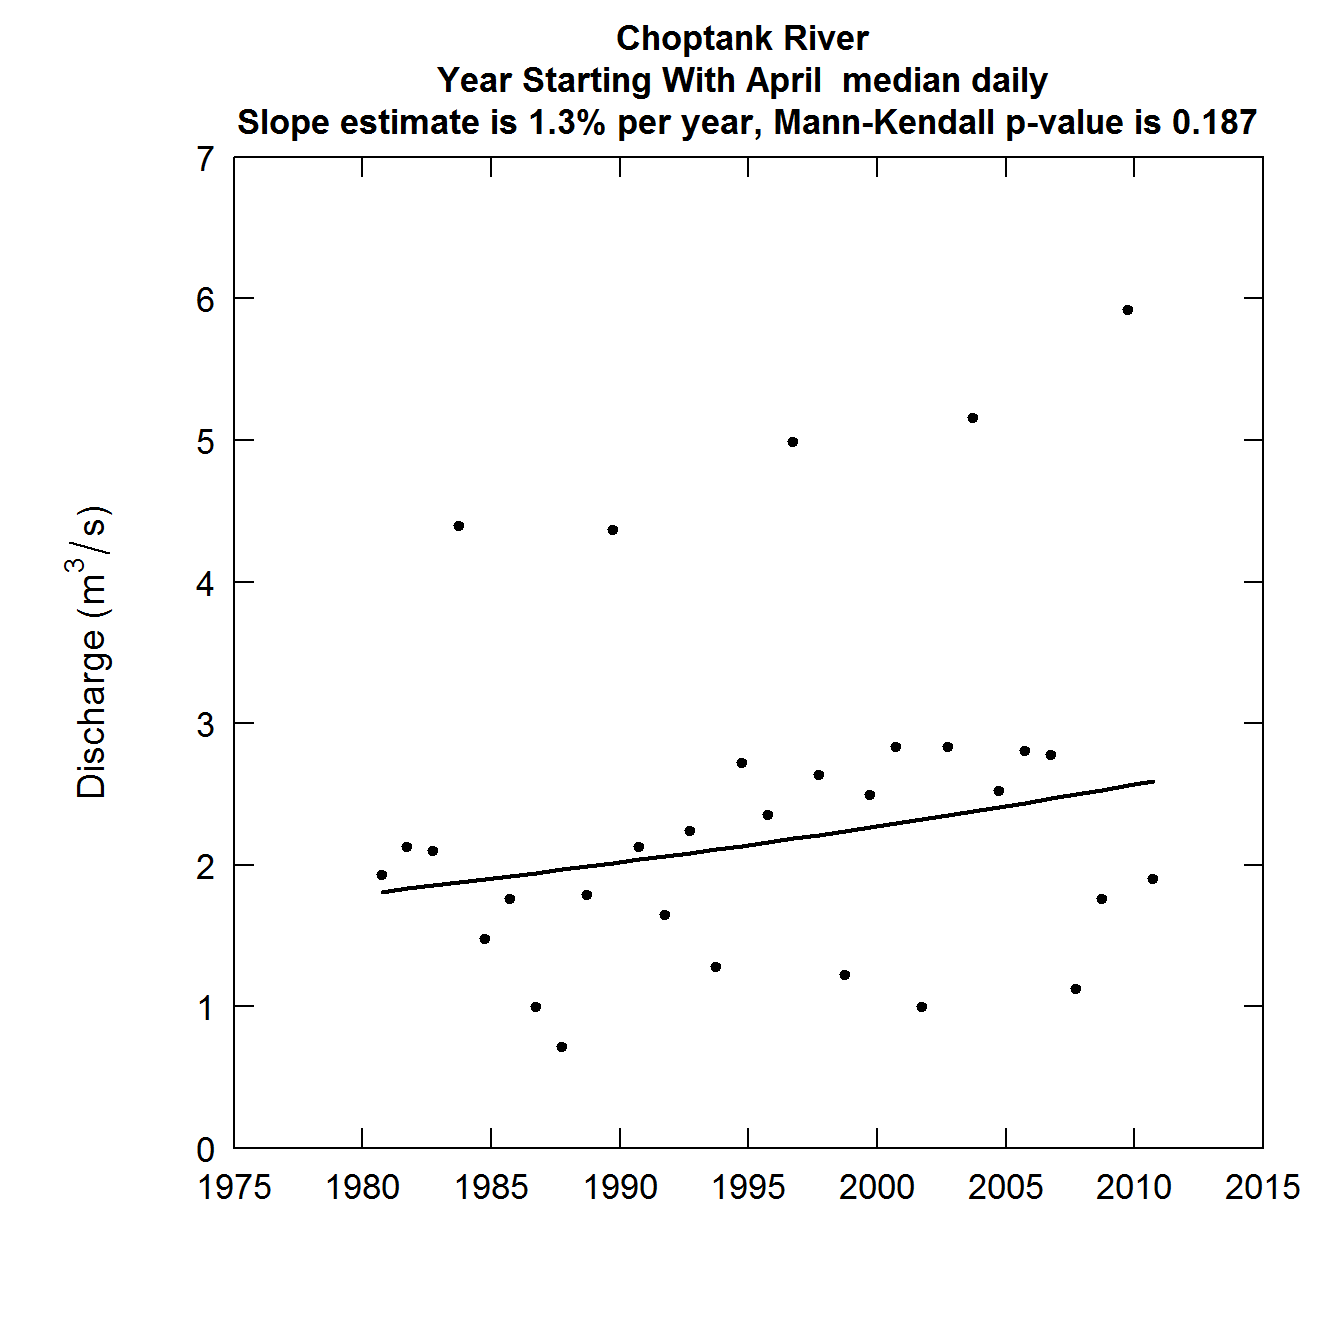 Choptank River
Year Starting With April  median daily
Slope estimate is 1.3% per year, Mann-Kendall p-value is 0.187
Discharge (m³/s)
7
6
5
4
3
2
1
0
1975 1980 1985 1990 1995 2000 2005 2010 2015